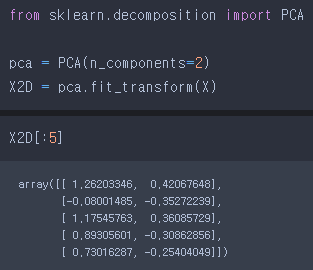 from sklearn.decomposition import PCA
pca = PCA(n_components=2)
X2D = pca.fit_transform(X)
X2D[:5]
array([[ 1.26203346, 0.42067648],
[-0.08001485, -0.35272239],
[ 1.17545763, 0.36085729],
[ 0.89305601, -0.30862856],
[ 0.73016287, -0.25404049]])